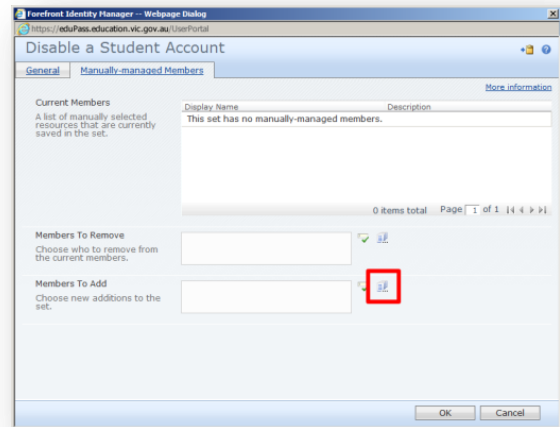 Forefront Identity Manager -- Webpage Dialog
https://eduPass.education.vic.gov.au/UserPortal
Disable a Student Account
General
Manually-managed Members
More information
Current Members
A list of manually selected
resources that are currently
saved in the set.
Display Name
Description
This set has no manually-managed members.
0 items total Page 1 of 1
Members To Remove
Choose who to remove from
the current members.
Members To Add
Choose new additions to the
set.
OK
Cancel